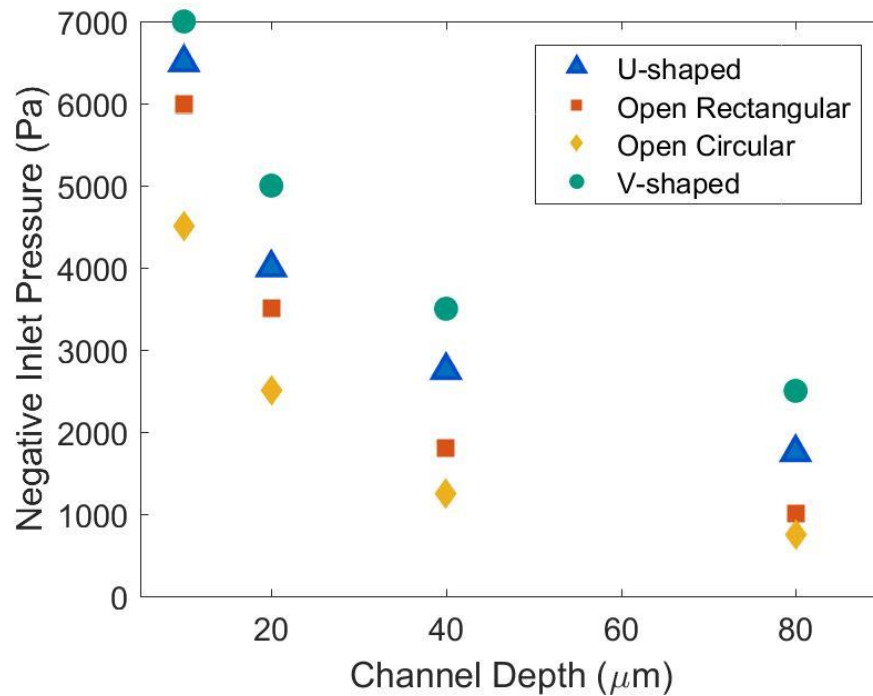 Negative Inlet Pressure (Pa)
7000
6000
5000
4000
3000
2000
1000
0
U-shaped
Open Rectangular
Open Circular
V-shaped
20 40 60 80
Channel Depth (μm)